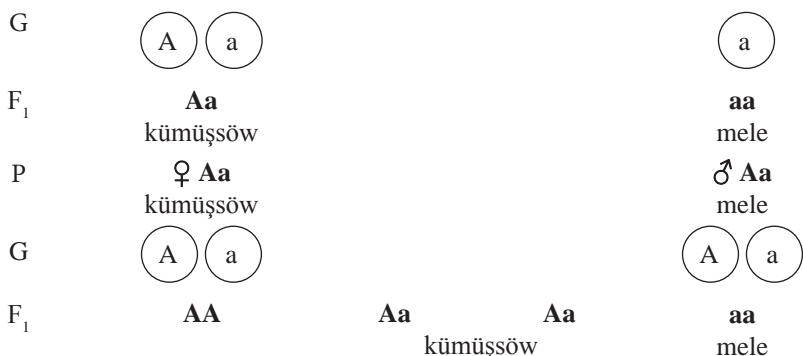 G A a a
F1 Aa aa
kümüşsöw mele
P ♀ Aa ♂ Aa
kümüşsöw mele
G A a A a
F1 AA Aa Aa aa
kümüşsöw mele